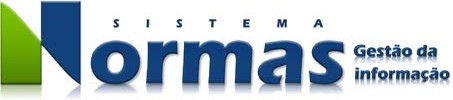 SISTEMA
Normas
Gestão da
informação